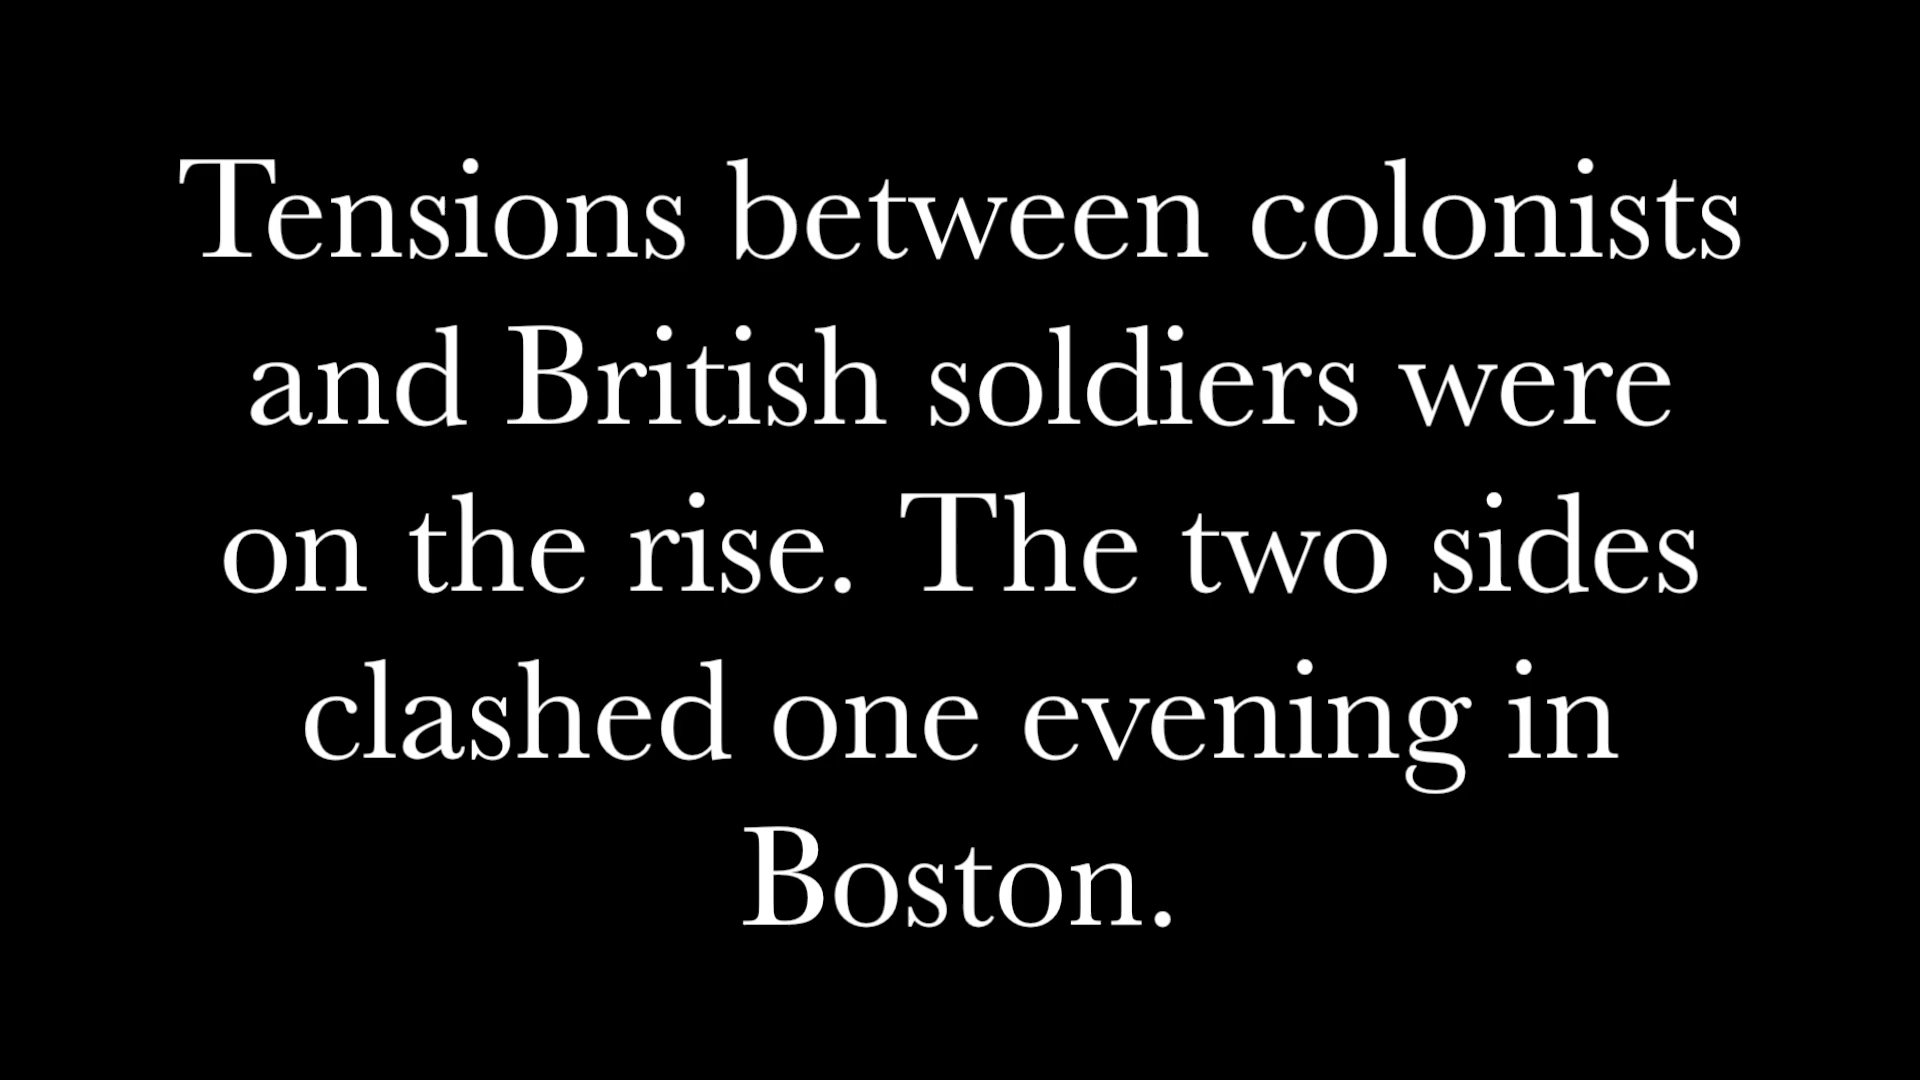 Tensions between colonists
and British soldiers were
on the rise. The two sides
clashed one evening in
Boston.